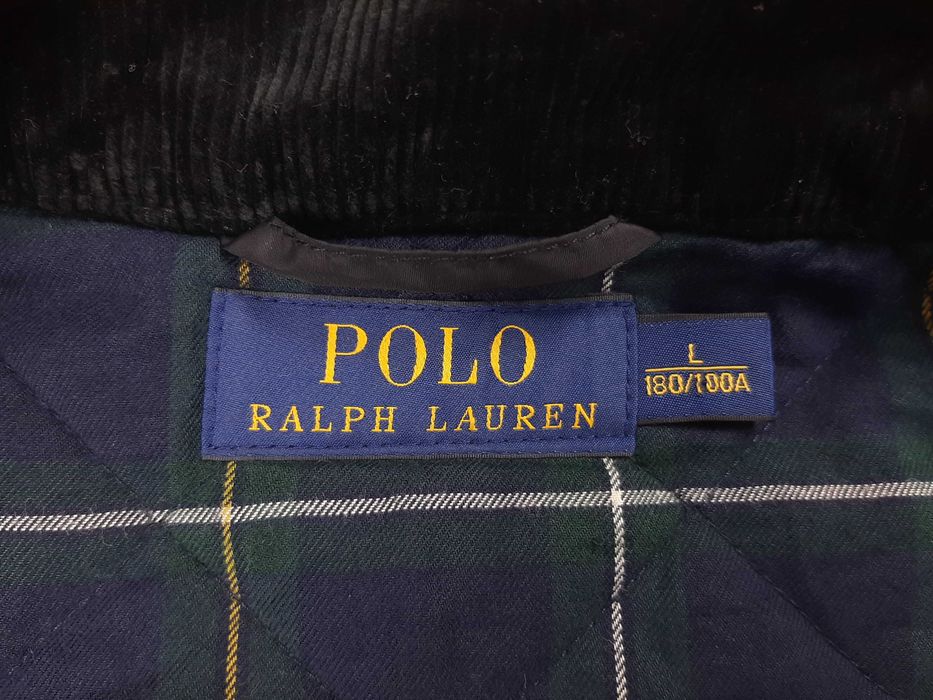 POLO
RALPH LAUREN
L
180/100A